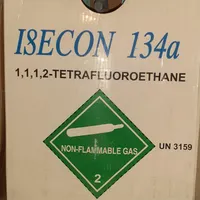 I8ECON 134a
1,1,1,2-TETRAFLUOROETHANE
NON-FLAMMABLE GAS
UN 3159
2